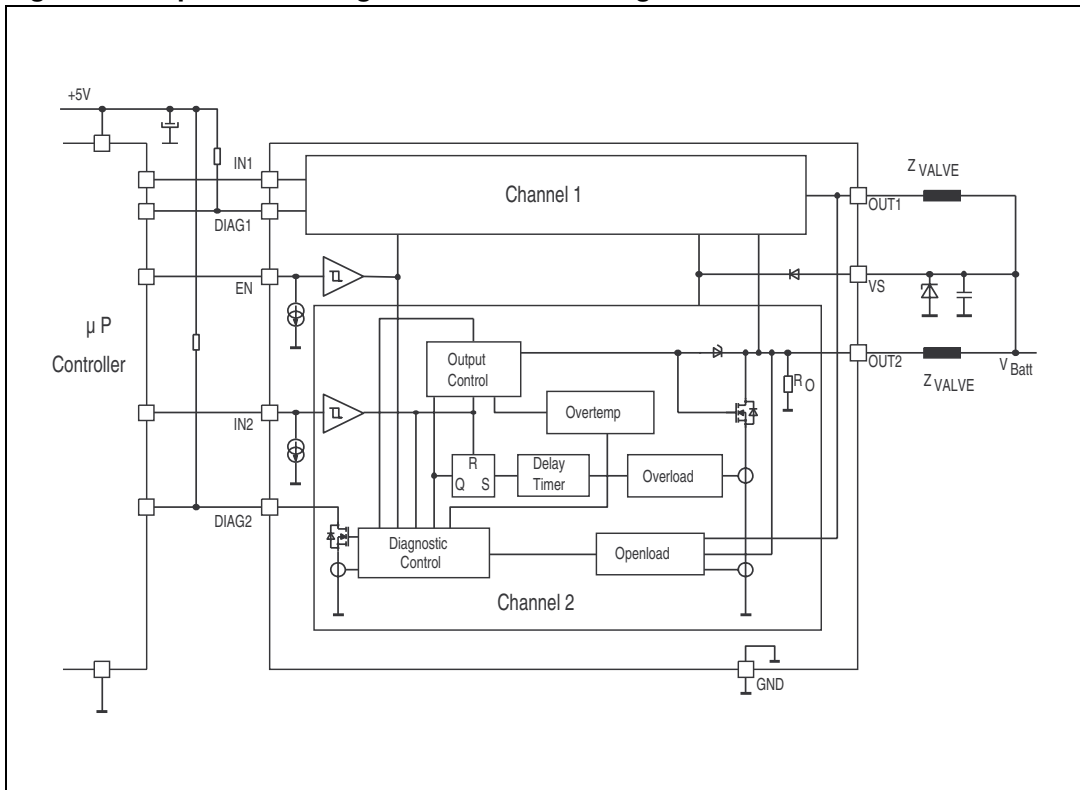 +5V
IN1
DIAG1
EN
IN2
DIAG2
µ P
Controller
Channel 1
Output
Control
Overtemp
R
Q S
Delay
Timer
Overload
Diagnostic
Control
Openload
Channel 2
R O
OUT1
VS
OUT2
GND
Z VALVE
Z VALVE
V Batt